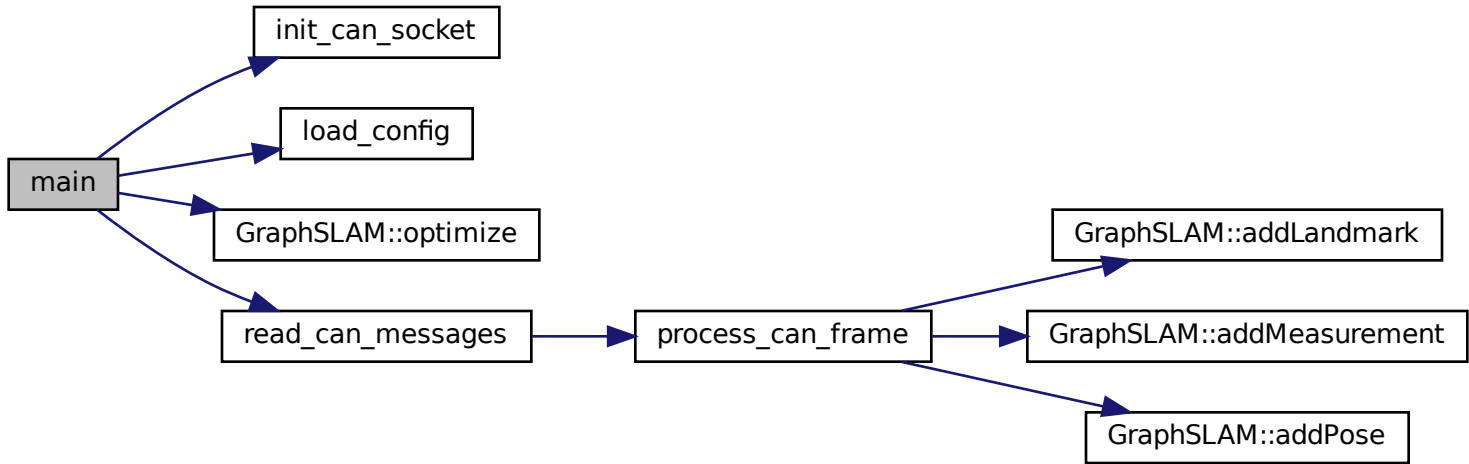 init_can_socket
load_config
main
GraphSLAM::optimize
GraphSLAM::addLandmark
read_can_messages
process_can_frame
GraphSLAM::addMeasurement
GraphSLAM::addPose